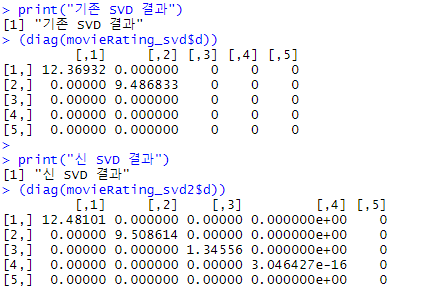 > print("기존 SVD 결과")
[1] "기존 SVD 결과"
> (diag(movieRating_svd$d))
         [,1]     [,2] [,3] [,4] [,5]
[1,] 12.36932 0.000000    0    0    0
[2,]  0.00000 9.486833    0    0    0
[3,]  0.00000 0.000000    0    0    0
[4,]  0.00000 0.000000    0    0    0
[5,]  0.00000 0.000000    0    0    0
>
> print("신 SVD 결과")
[1] "신 SVD 결과"
> (diag(movieRating_svd2$d))
         [,1]     [,2]    [,3]         [,4] [,5]
[1,] 12.48101 0.000000 0.00000 0.000000e+00    0
[2,]  0.00000 9.508614 0.00000 0.000000e+00    0
[3,]  0.00000 0.000000 1.34556 0.000000e+00    0
[4,]  0.00000 0.000000 0.00000 3.046427e-16    0
[5,]  0.00000 0.000000 0.00000 0.000000e+00    0